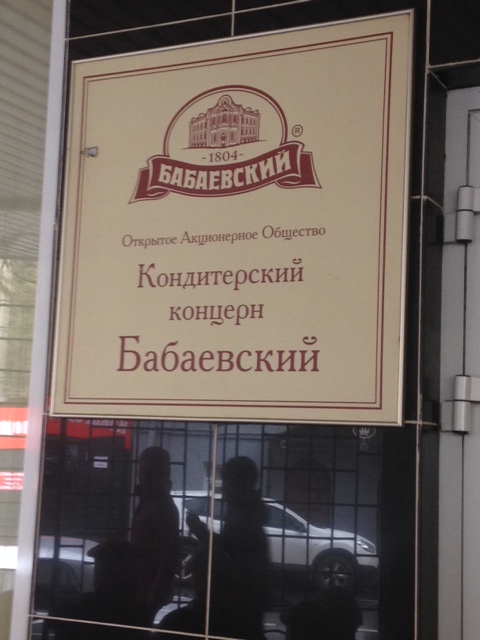 ®
-1804-
БАБАЕВСКИЙ
Открытое Акционерное Общество
Кондитерский
концерн
Бабаевский